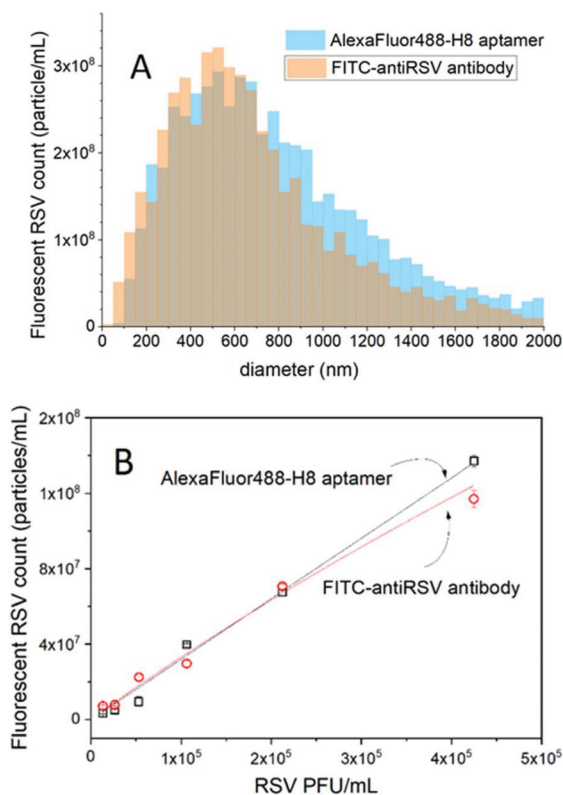 A
AlexaFluor488-H8 aptamer
FITC-antiRSV antibody
Fluorescent RSV count (particle/mL)
3x10⁸
2x10⁸
1x10⁸
0
0 200 400 600 800 1000 1200 1400 1600 1800 2000
diameter (nm)
B
AlexaFluor488-H8 aptamer
FITC-antiRSV antibody
Fluorescent RSV count (particles/mL)
2x10⁸
1x10⁸
8x10⁷
4x10⁷
0
0 1x10⁵ 2x10⁵ 3x10⁵ 4x10⁵ 5x10⁵
RSV PFU/mL